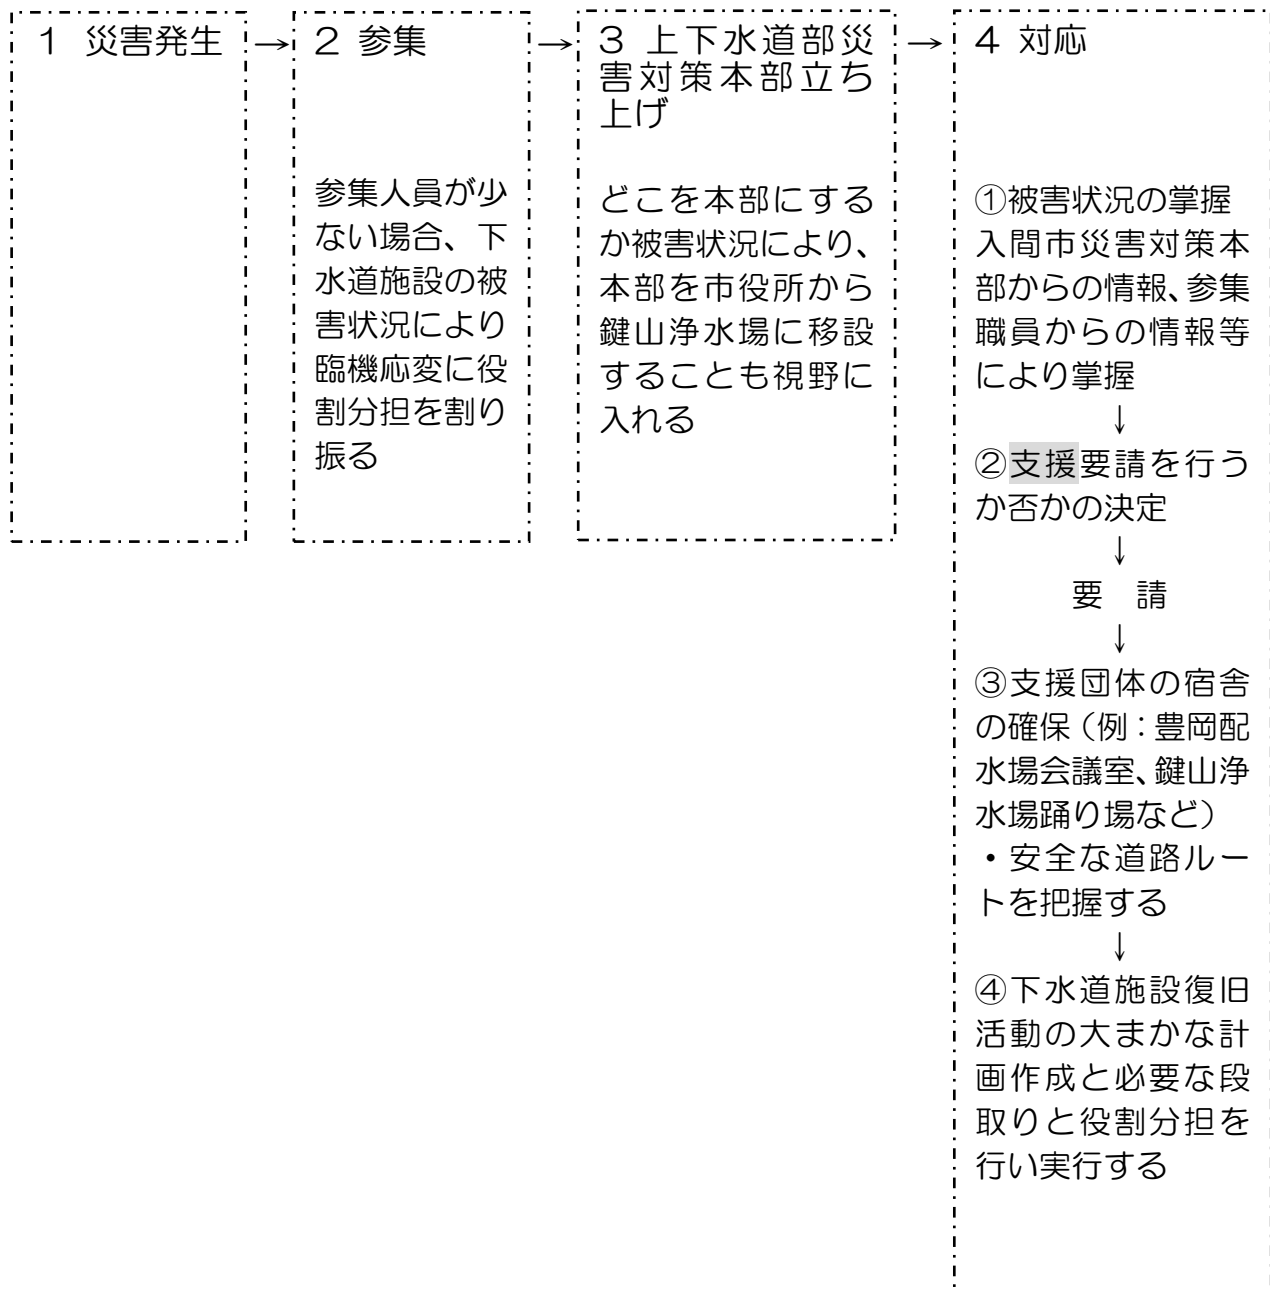 1 災害発生
→
2 参集
参集人員が少
ない場合、下
水道施設の被
害状況により
臨機応変に役
割分担を割り
振る
→
3 上下水道部災
害対策本部立ち
上げ
どこを本部にする
か被害状況により、
本部を市役所から
鍵山浄水場に移設
することも視野に
入れる
→
4 対応
①被害状況の掌握
入間市災害対策本
部からの情報、参集
職員からの情報等
により掌握
↓
②支援要請を行う
か否かの決定
↓
要 請
↓
③支援団体の宿舎
の確保（例：豊岡配
水場会議室、鍵山浄
水場踊り場など）
・安全な道路ルー
トを把握する
↓
④下水道施設復旧
活動の大まかな計
画作成と必要な段
取りと役割分担を
行い実行する